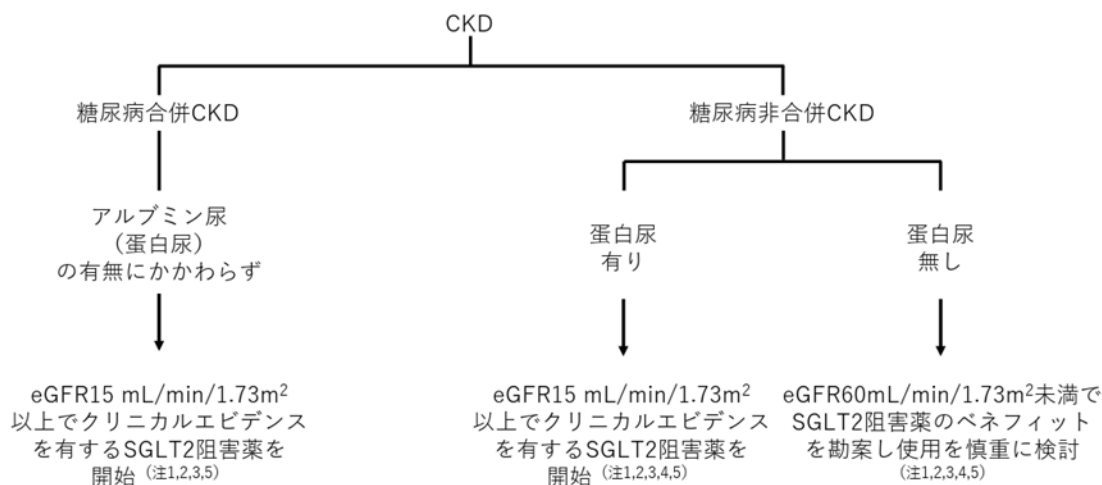 CKD
糖尿病合併CKD
糖尿病非合併CKD
アルブミン尿
（蛋白尿）
の有無にかかわらず
蛋白尿
有り
蛋白尿
無し
eGFR15 mL/min/1.73m²
以上でクリニカルエビデンス
を有するSGLT2阻害薬を
開始 (注1,2,3,5)
eGFR15 mL/min/1.73m²
以上でクリニカルエビデンス
を有するSGLT2阻害薬を
開始 (注1,2,3,4,5)
eGFR60mL/min/1.73m²未満で
SGLT2阻害薬のベネフィット
を勘案し使用を慎重に検討
(注1,2,3,4,5)